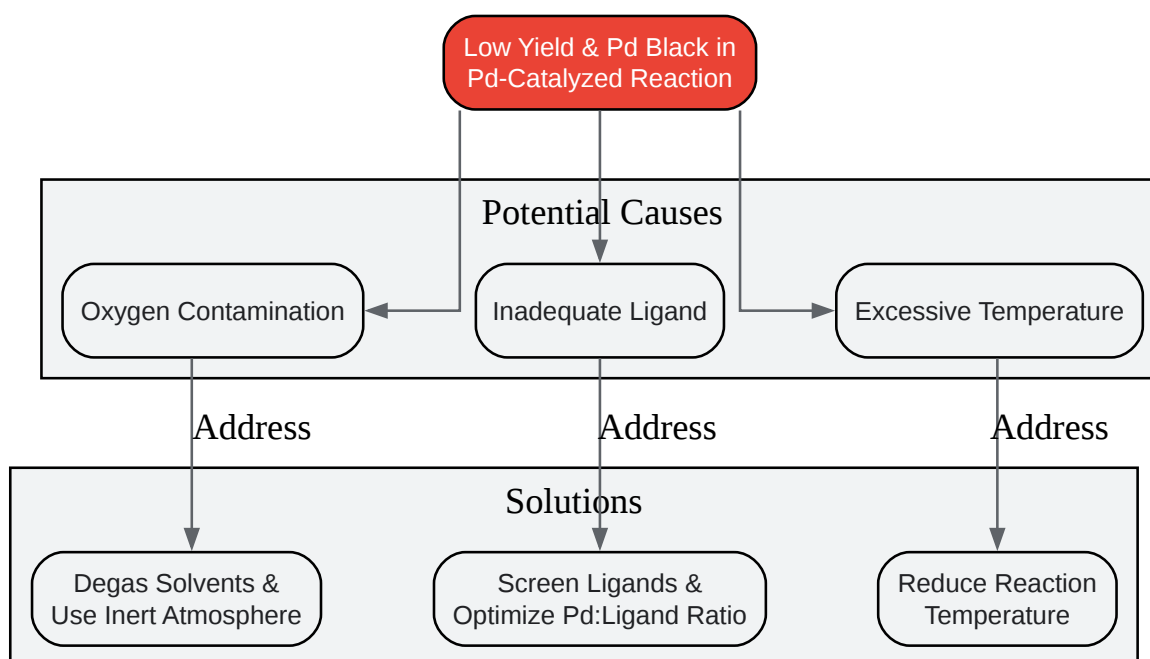 Low Yield & Pd Black in
Pd-Catalyzed Reaction
Potential Causes
Oxygen Contamination
Inadequate Ligand
Excessive Temperature
Address
Address
Address
Solutions
Degas Solvents &
Use Inert Atmosphere
Screen Ligands &
Optimize Pd:Ligand Ratio
Reduce Reaction
Temperature